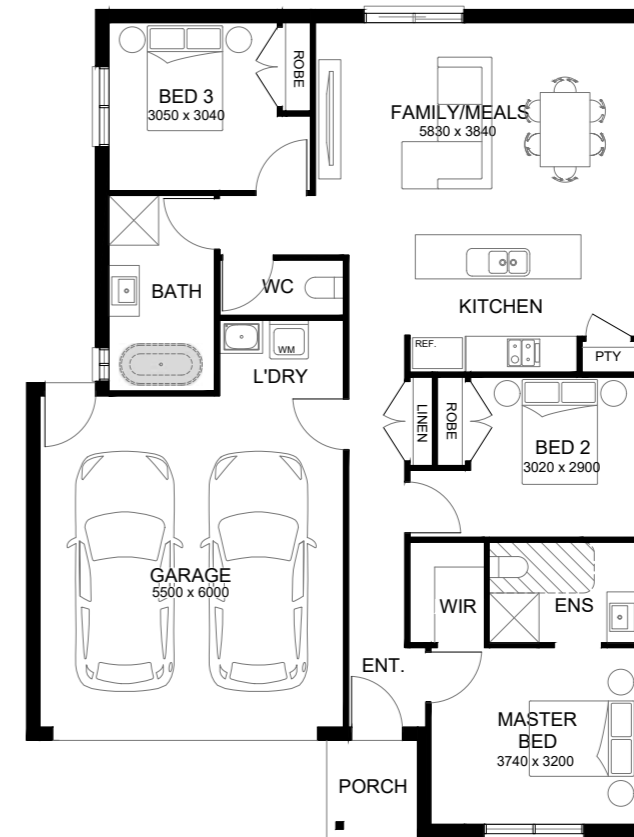 BED 3
3050 x 3040
ROBE
FAMILY/MEALS
5830 x 3840
BATH
WC
KITCHEN
WM
L'DRY
REF.
PTY
LINEN
ROBE
BED 2
3020 x 2900
GARAGE
5500 x 6000
WIR
ENS
ENT.
MASTER
BED
3740 x 3200
PORCH